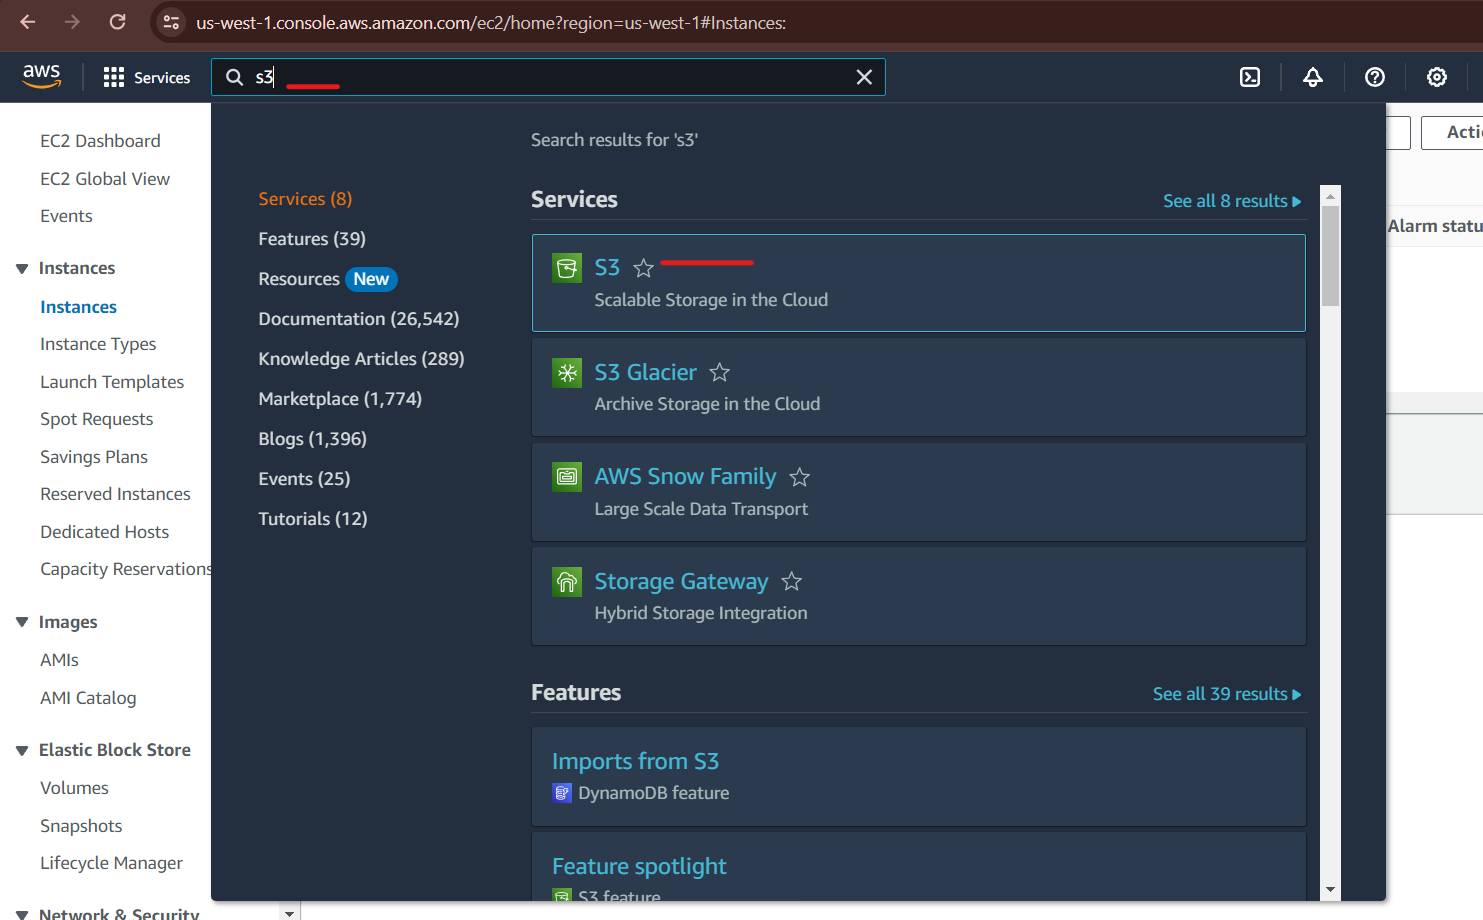 us-west-1.console.aws.amazon.com/ec2/home?region=us-west-1#Instances:
aws
Services
s3
EC2 Dashboard
EC2 Global View
Events
Instances
Instances
Instance Types
Launch Templates
Spot Requests
Savings Plans
Reserved Instances
Dedicated Hosts
Capacity Reservations
Images
AMIs
AMI Catalog
Elastic Block Store
Volumes
Snapshots
Lifecycle Manager
Network & Security
Search results for 's3'
Services (8)
Features (39)
Resources New
Documentation (26,542)
Knowledge Articles (289)
Marketplace (1,774)
Blogs (1,396)
Events (25)
Tutorials (12)
Services
See all 8 results
S3
Scalable Storage in the Cloud
S3 Glacier
Archive Storage in the Cloud
AWS Snow Family
Large Scale Data Transport
Storage Gateway
Hybrid Storage Integration
Features
See all 39 results
Imports from S3
DynamoDB feature
Feature spotlight
S3 feature
Acti
Alarm statu